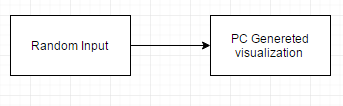 Random Input
PC Genereted
visualization